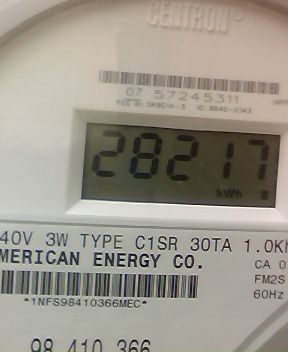 CENTRON®
07 57245311
28217
kWh
40V 3W TYPE C1SR 30TA 1.0K
MERICAN ENERGY CO.
CA 0
FM2S
60Hz
*1NFS98410366MEC*
98 410 366